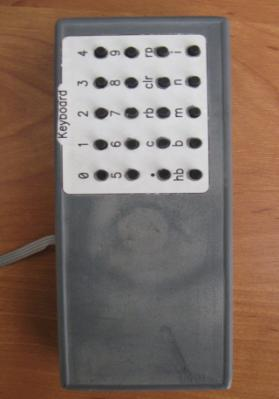 Keyboard
0 1 2 3 4
5 6 7 8 9
. c rb clr rp
hb b m n i